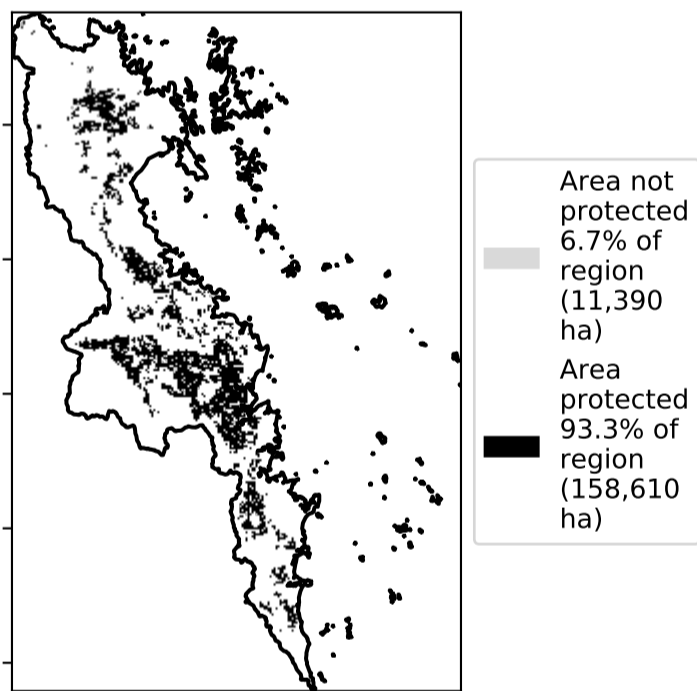 Area not
protected
6.7% of
region
(11,390
ha)
Area
protected
93.3% of
region
(158,610
ha)